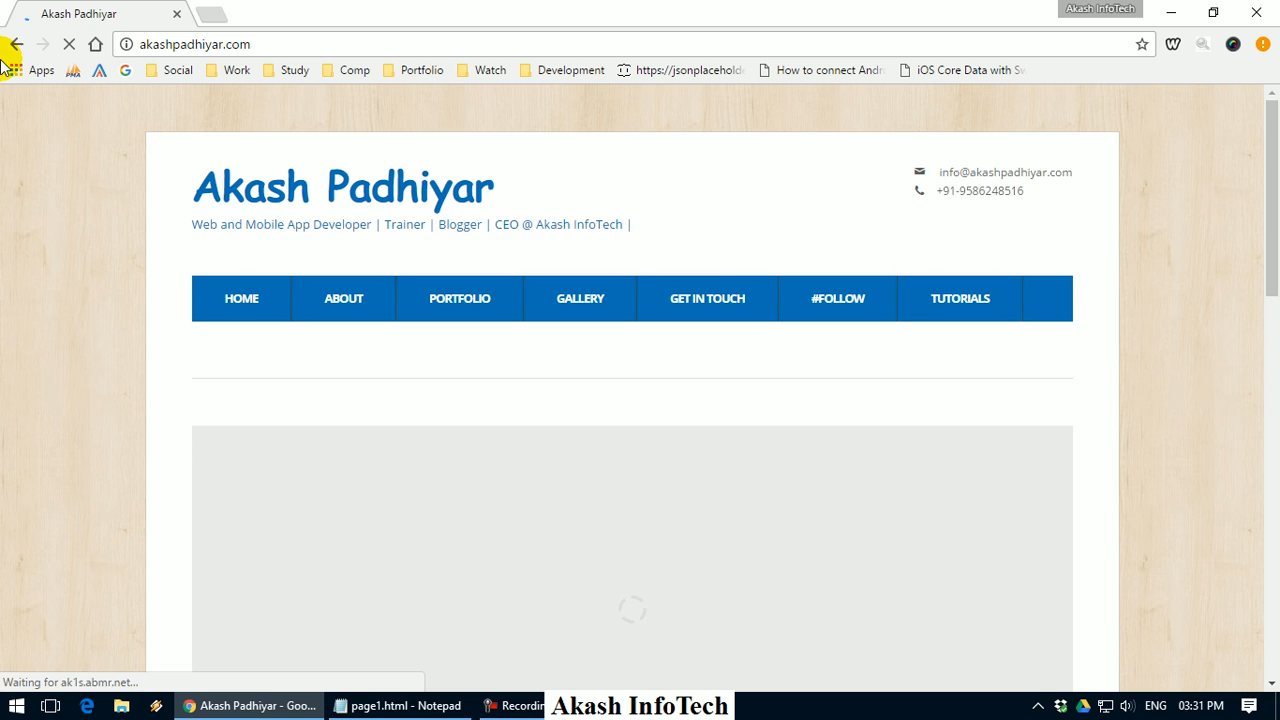 Akash Padhiyar
Akash InfoTech
akashpadhiyar.com
Apps
Social
Work
Study
Comp
Portfolio
Watch
Development
https://jsonplaceholde
How to connect Andr
iOS Core Data with Sw
Akash Padhiyar
info@akashpadhiyar.com
+91-9586248516
Web and Mobile App Developer | Trainer | Blogger | CEO @ Akash InfoTech |
HOME
ABOUT
PORTFOLIO
GALLERY
GET IN TOUCH
#FOLLOW
TUTORIALS
Waiting for ak1s.abmr.net...
Akash Padhiyar - Goo...
page1.html - Notepad
Recordin
Akash InfoTech
ENG
03:31 PM